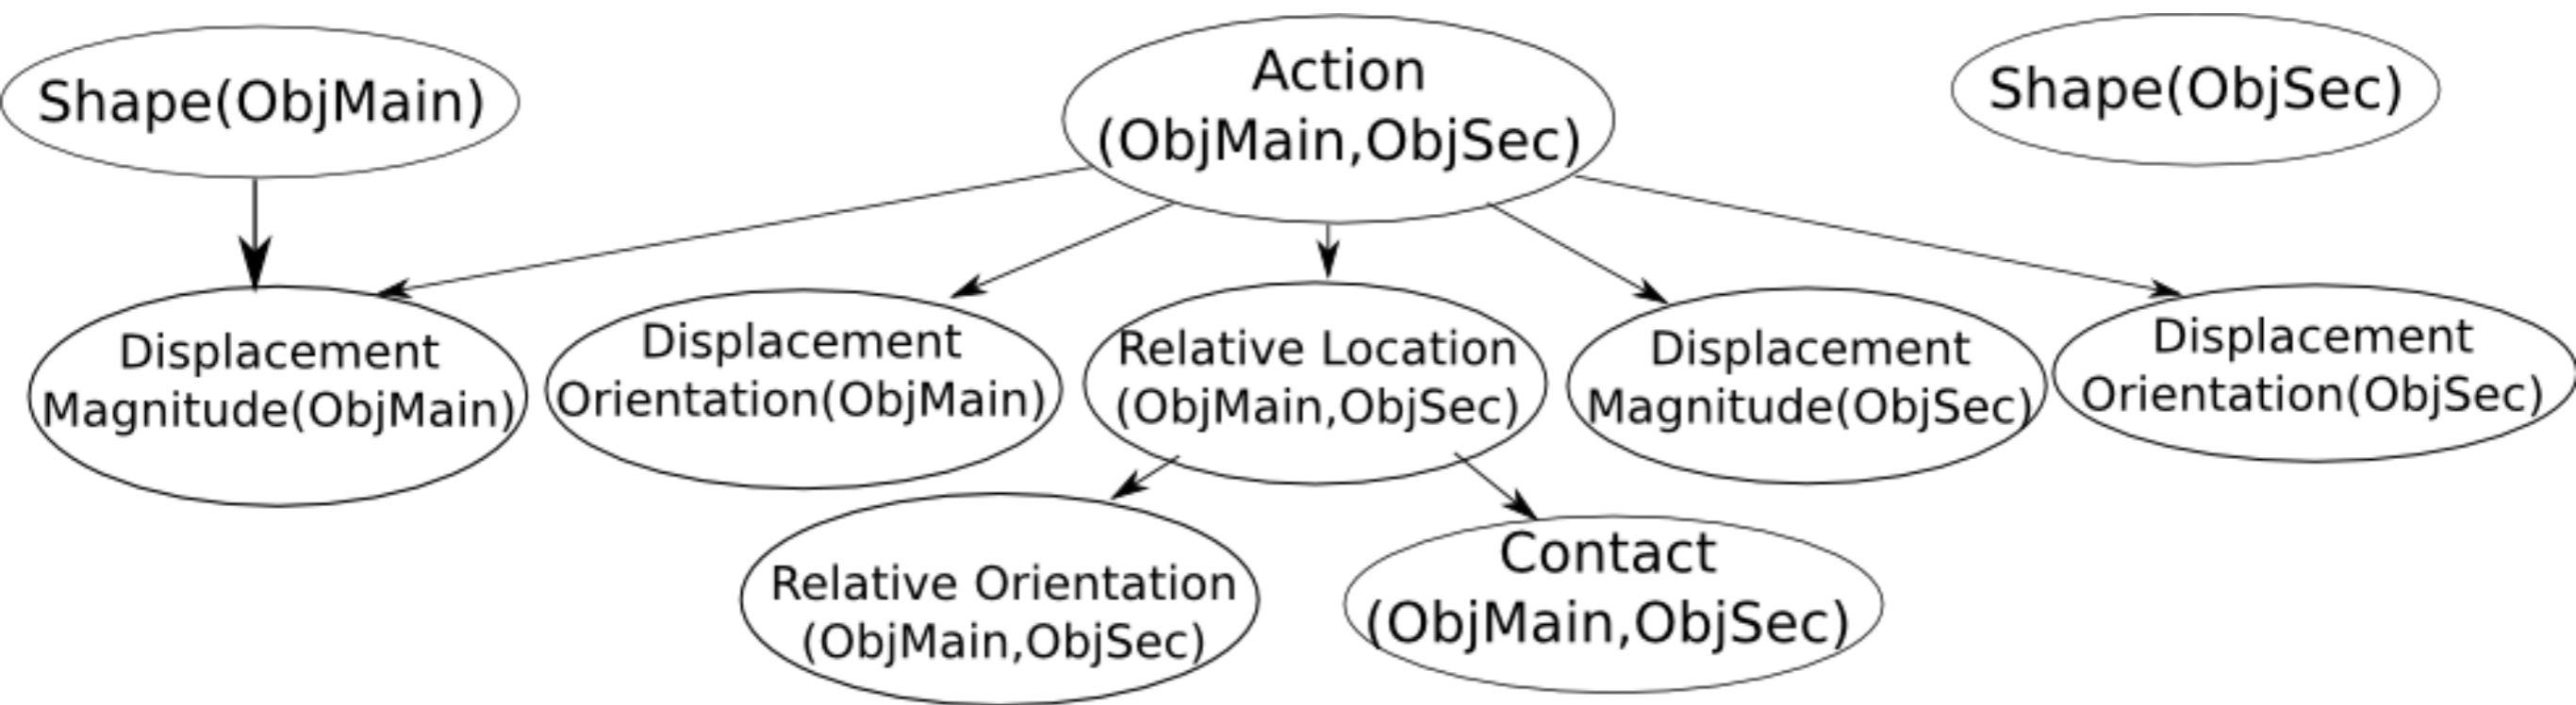 Shape(ObjMain)
Action
(ObjMain,ObjSec)
Shape(ObjSec)
Displacement
Magnitude(ObjMain)
Displacement
Orientation(ObjMain)
Relative Location
(ObjMain,ObjSec)
Displacement
Magnitude(ObjSec)
Displacement
Orientation(ObjSec)
Relative Orientation
(ObjMain,ObjSec)
Contact
(ObjMain,ObjSec)